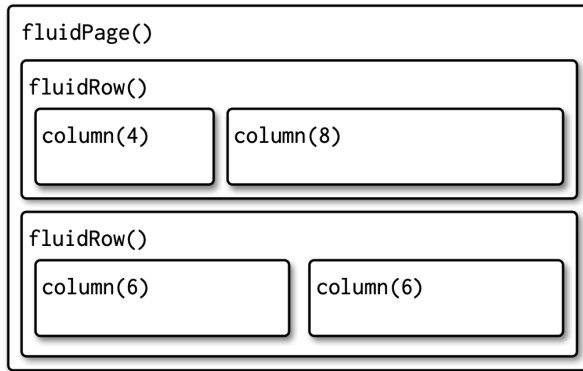 fluidPage()
fluidRow()
column(4) column(8)
fluidRow()
column(6) column(6)